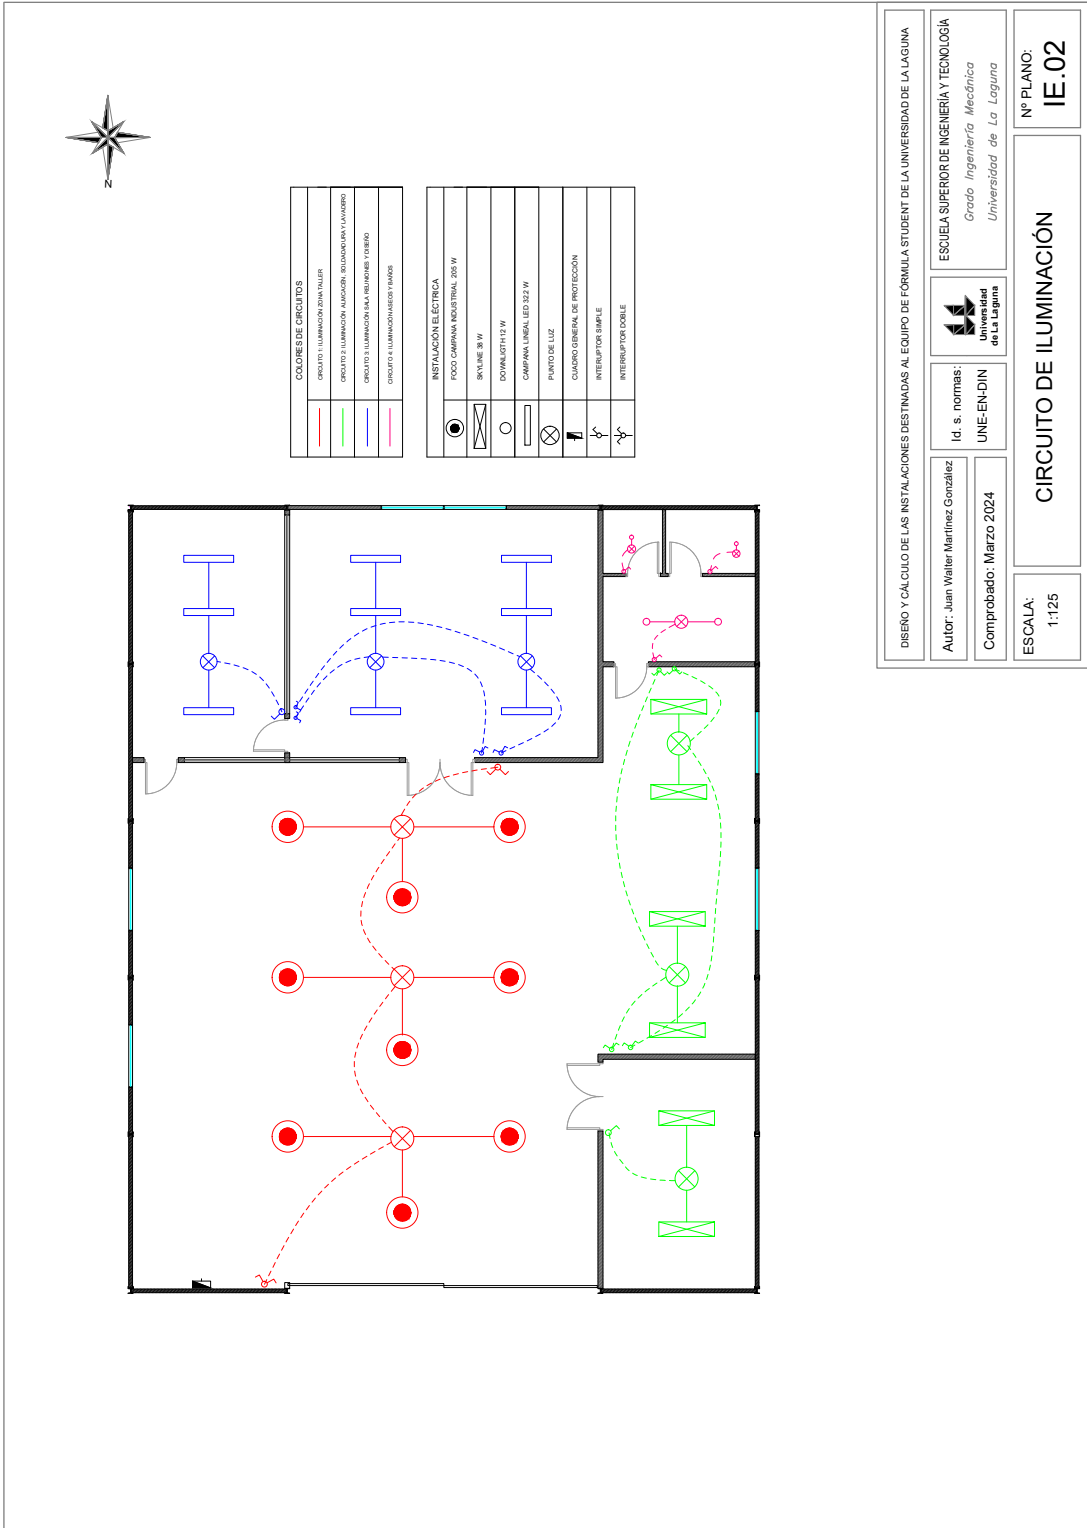 N
COLORES DE CIRCUITOS
CIRCUITO 1: ILUMINACIÓN ZONA TALLER
CIRCUITO 2: ILUMINACIÓN ALMACAÉN, SOLDADADURA Y LAVADERO
CIRCUITO 3: ILUMINACIÓN SALA REUNIONES Y DISEÑO
CIRCUITO 4: ILUMINACIÓN ASEOS Y BAÑOS
INSTALACIÓN ELÉCTRICA
FOCO CAMPANA INDUSTRIAL 205 W
SKYLINE 38 W
DOWNLIGTH 12 W
CAMPANA LINEAL LED 32.2 W
PUNTO DE LUZ
CUADRO GENERAL DE PROTECCIÓN
INTERUPTOR SIMPLE
INTERRUPTOR DOBLE
DISEÑO Y CÁLCULO DE LAS INSTALACIONES DESTINADAS AL EQUIPO DE FÓRMULA STUDENT DE LA UNIVERSIDAD DE LA LAGUNA
Autor: Juan Walter Martínez González
Comprobado: Marzo 2024
Id. s. normas:
UNE-EN-DIN
Universidad
de La Laguna
ESCUELA SUPERIOR DE INGENIERÍA Y TECNOLOGÍA
Grado Ingeniería Mecánica
Universidad de La Laguna
ESCALA:
1:125
CIRCUITO DE ILUMINACIÓN
Nº PLANO:
IE.02